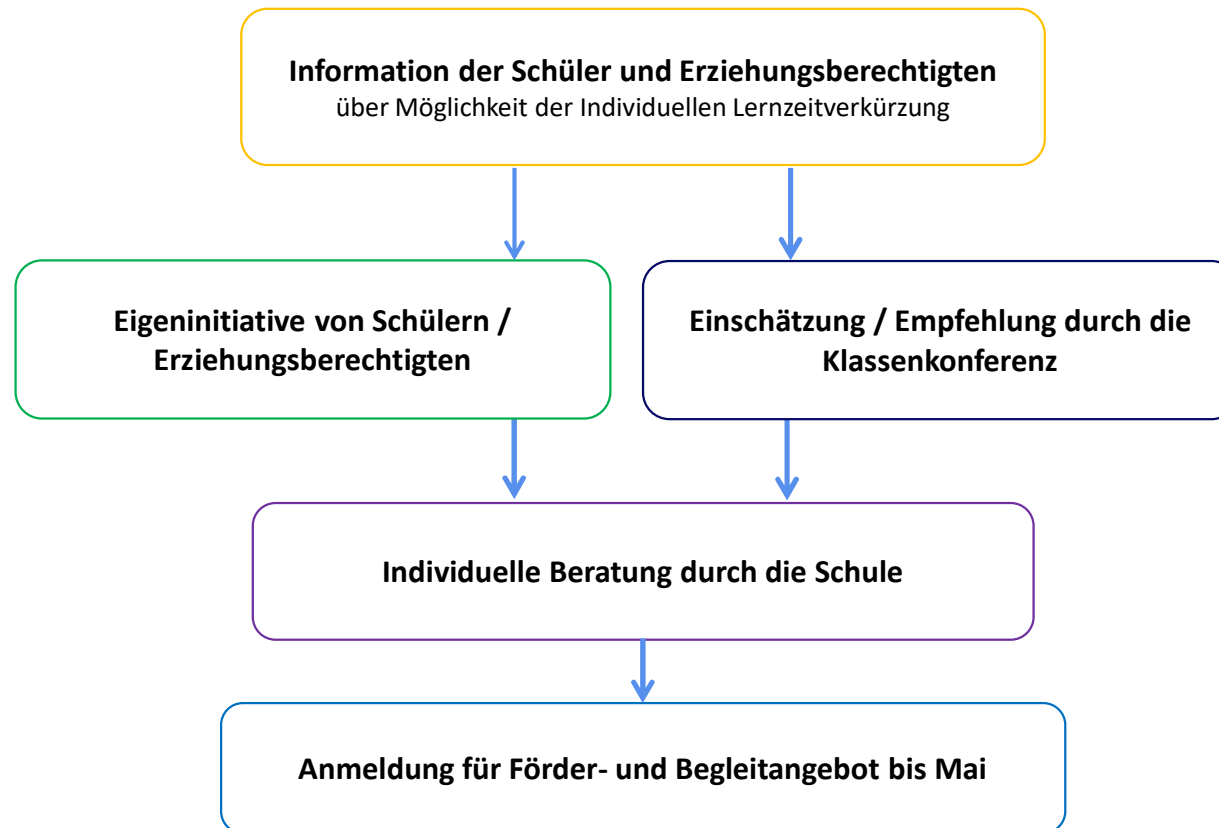 Information der Schüler und Erziehungsberechtigten
über Möglichkeit der Individuellen Lernzeitverkürzung
Eigeninitiative von Schülern /
Erziehungsberechtigten
Einschätzung / Empfehlung durch die
Klassenkonferenz
Individuelle Beratung durch die Schule
Anmeldung für Förder- und Begleitangebot bis Mai